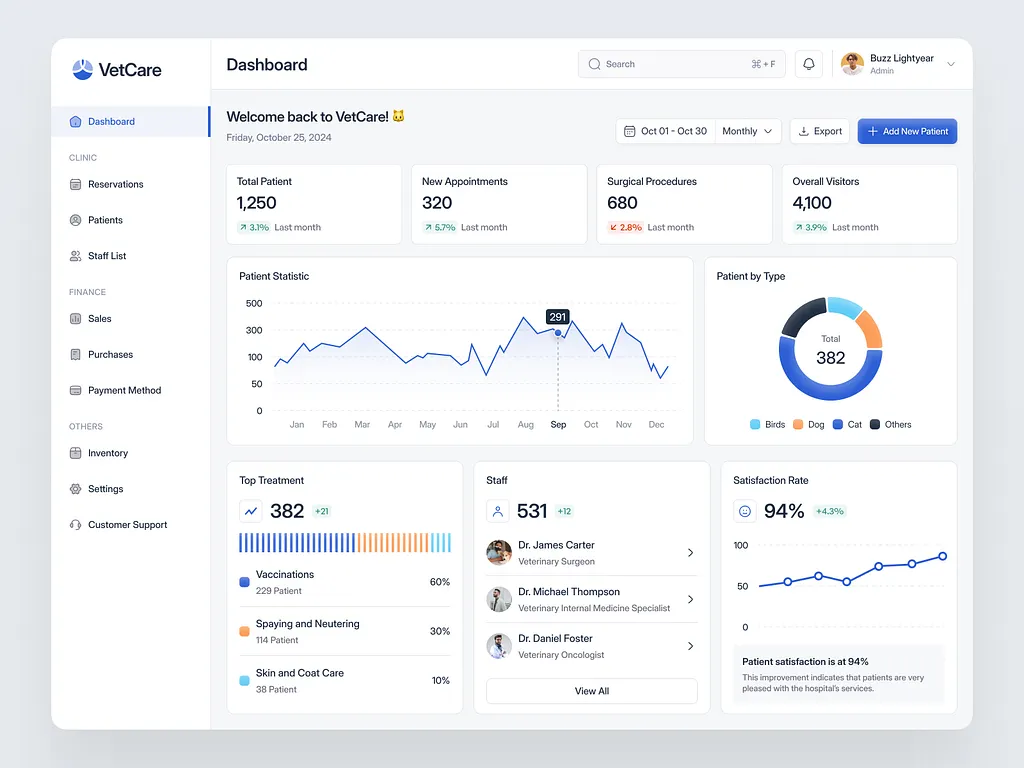 VetCare
Dashboard
Search
⌘ + F
Buzz Lightyear
Admin
Dashboard
CLINIC
Reservations
Patients
Staff List
FINANCE
Sales
Purchases
Payment Method
OTHERS
Inventory
Settings
Customer Support
Welcome back to VetCare! 🐱
Friday, October 25, 2024
Oct 01 - Oct 30
Monthly
Export
Add New Patient
Total Patient
1,250
3.1% Last month
New Appointments
320
5.7% Last month
Surgical Procedures
680
2.8% Last month
Overall Visitors
4,100
3.9% Last month
Patient Statistic
500
300
100
50
0
291
Jan Feb Mar Apr May Jun Jul Aug Sep Oct Nov Dec
Patient by Type
Total
382
Birds Dog Cat Others
Top Treatment
382 +21
Vaccinations
229 Patient
60%
Spaying and Neutering
114 Patient
30%
Skin and Coat Care
38 Patient
10%
Staff
531 +12
Dr. James Carter
Veterinary Surgeon
Dr. Michael Thompson
Veterinary Internal Medicine Specialist
Dr. Daniel Foster
Veterinary Oncologist
View All
Satisfaction Rate
94% +4.3%
100
50
0
Patient satisfaction is at 94%
This improvement indicates that patients are very
pleased with the hospital's services.